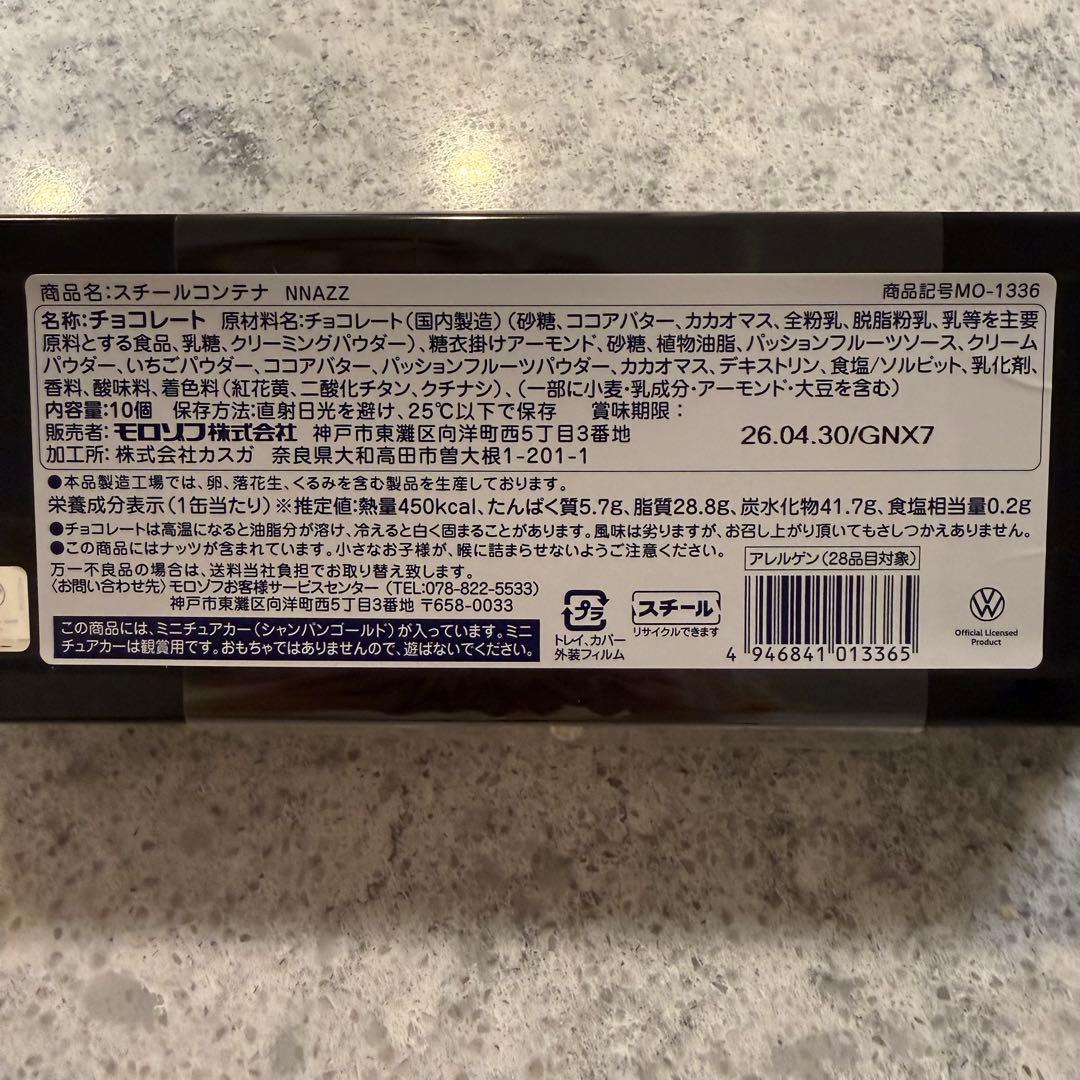 商品名:スチールコンテナ NNAZZ 商品記号MO-1336
名称:チョコレート 原材料名:チョコレート(国内製造)(砂糖、ココアバター、カカオマス、全粉乳、脱脂粉乳、乳等を主要
原料とする食品、乳糖、クリーミングパウダー)、糖衣掛けアーモンド、砂糖、植物油脂、パッションフルーツソース、クリーム
パウダー、いちごパウダー、ココアバター、パッションフルーツパウダー、カカオマス、デキストリン、食塩/ソルビット、乳化剤、
香料、酸味料、着色料(紅花黄、二酸化チタン、クチナシ)、(一部に小麦・乳成分・アーモンド・大豆を含む)
内容量:10個 保存方法:直射日光を避け、25℃以下で保存 賞味期限:
販売者:モロゾフ株式会社 神戸市東灘区向洋町西5丁目3番地 26.04.30/GNX7
加工所:株式会社カスガ 奈良県大和高田市曽大根1-201-1
●本品製造工場では、卵、落花生、くるみを含む製品を生産しております。
栄養成分表示(1缶当たり)※推定値:熱量450kcal、たんぱく質5.7g、脂質28.8g、炭水化物41.7g、食塩相当量0.2g
●チョコレートは高温になると油脂分が溶け、冷えると白く固まることがあります。風味は劣りますが、お召し上がり頂いてもさしつかえありません。
●この商品にはナッツが含まれています。小さなお子様が、喉に詰まらせないようご注意ください。
アレルゲン(28品目対象)
万一不良品の場合は、送料当社負担でお取り替え致します。
〈お問い合わせ先〉モロゾフお客様サービスセンター(TEL:078-822-5533)
神戸市東灘区向洋町西5丁目3番地 〒658-0033
この商品には、ミニチュアカー(シャンパンゴールド)が入っています。ミニ
チュアカーは観賞用です。おもちゃではありませんので、遊ばないでください。
プラ
トレイ、カバー
外装フィルム
スチール
リサイクルできます
4 946841 013365
Official Licensed
Product